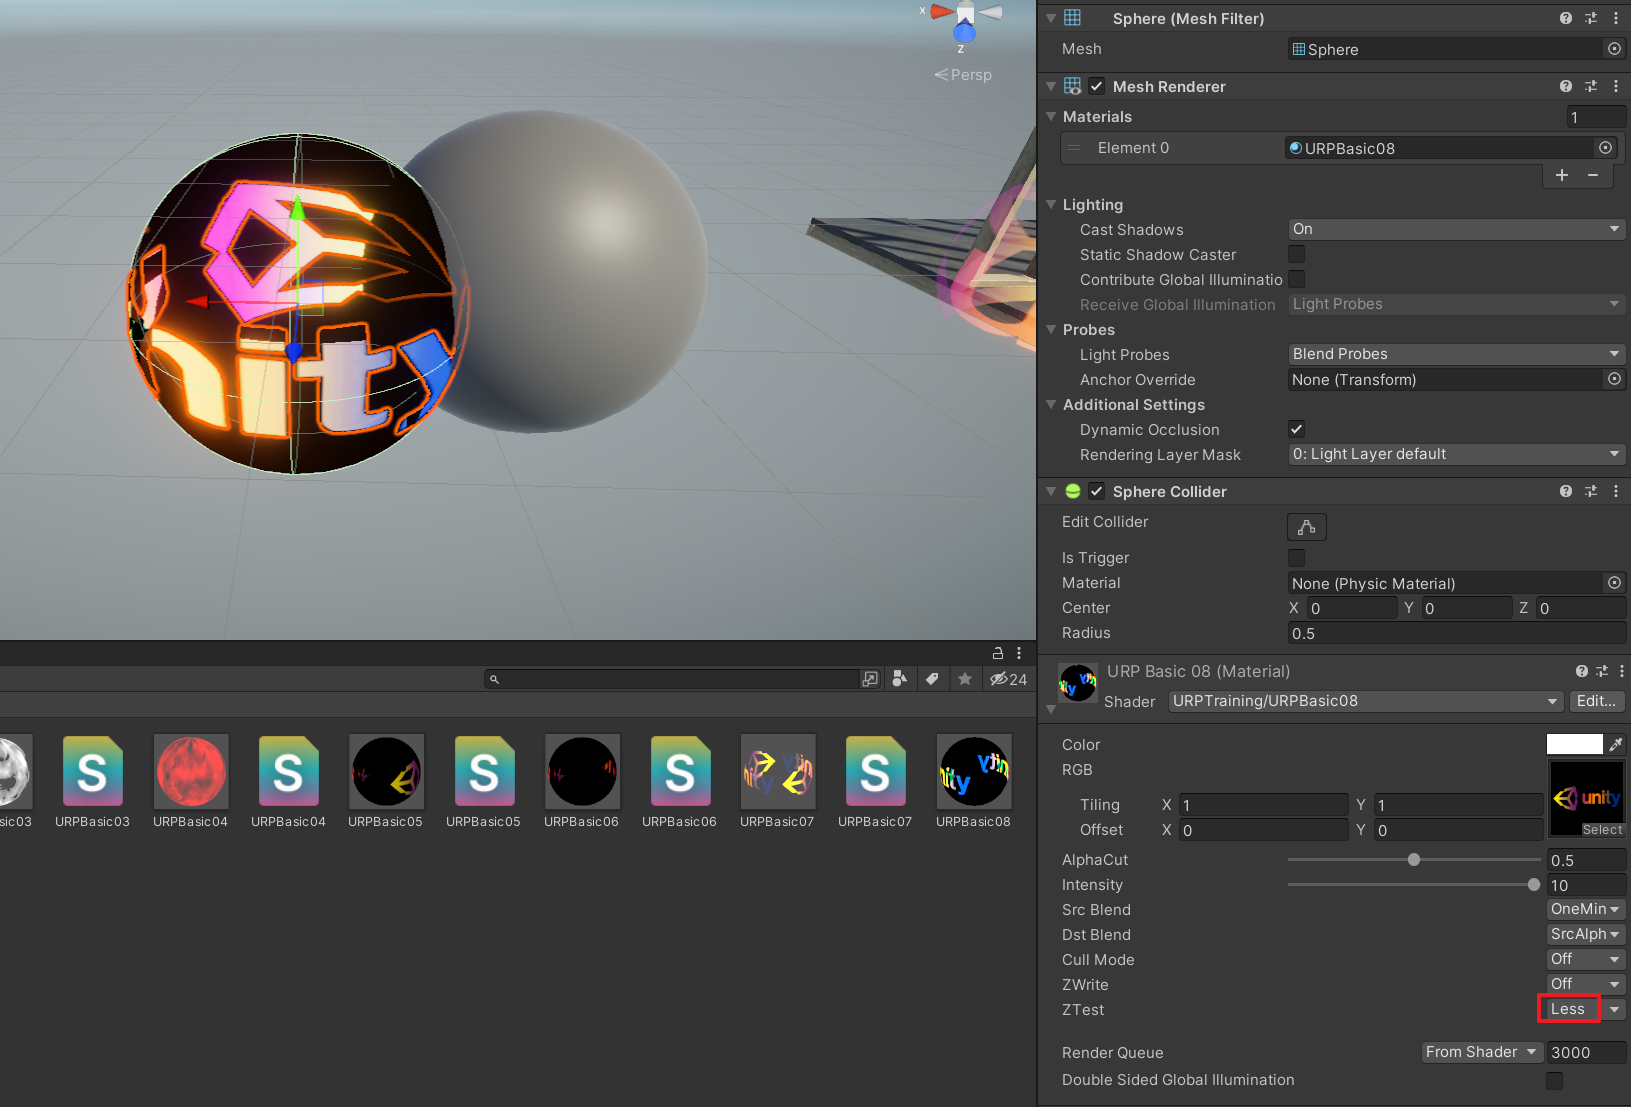 x
z
Persp
nity
24
sic03
URPBasic03
URPBasic04
URPBasic04
URPBasic05
URPBasic05
URPBasic06
URPBasic06
URPBasic07
URPBasic07
URPBasic08
Sphere (Mesh Filter)
Mesh
Sphere
Mesh Renderer
Materials
1
Element 0
URPBasic08
Lighting
Cast Shadows
On
Static Shadow Caster
Contribute Global Illuminatio
Receive Global Illumination
Light Probes
Probes
Light Probes
Blend Probes
Anchor Override
None (Transform)
Additional Settings
Dynamic Occlusion
Rendering Layer Mask
0: Light Layer default
Sphere Collider
Edit Collider
Is Trigger
Material
None (Physic Material)
Center
X 0 Y 0 Z 0
Radius
0.5
URP Basic 08 (Material)
Shader
URPTraining/URPBasic08
Edit...
Color
RGB
Tiling
X 1 Y 1
Offset
X 0 Y 0
unity
Select
AlphaCut
0.5
Intensity
10
Src Blend
OneMin
Dst Blend
SrcAlph
Cull Mode
Off
ZWrite
Off
ZTest
Less
Render Queue
From Shader
3000
Double Sided Global Illumination